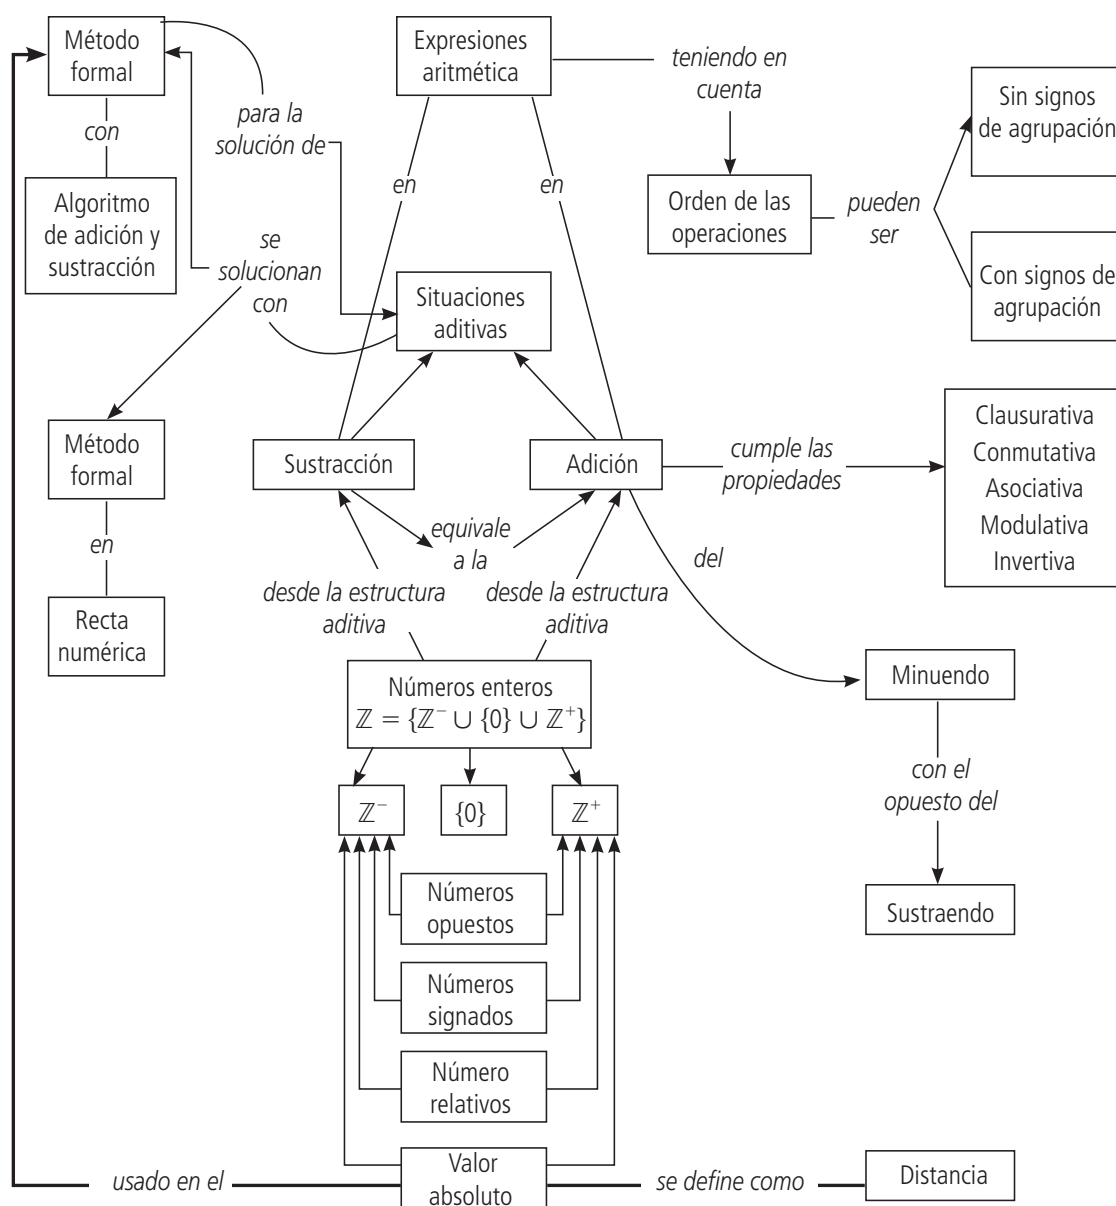 Método
formal
con
Algoritmo
de adición y
sustracción
para la
solución de
Expresiones
aritmética
teniendo en
cuenta
Orden de las
operaciones
pueden
ser
Sin signos
de agrupación
Con signos de
agrupación
en
en
se
solucionan
con
Situaciones
aditivas
Método
formal
en
Recta
numérica
Sustracción
Adición
cumple las
propiedades
Clausurativa
Conmutativa
Asociativa
Modulativa
Invertiva
equivale
a la
del
desde la estructura
aditiva
desde la estructura
aditiva
Números enteros
ℤ = {ℤ⁻ ∪ {0} ∪ ℤ⁺}
Minuendo
con el
opuesto del
Sustraendo
ℤ⁻
{0}
ℤ⁺
Números
opuestos
Números
signados
Número
relativos
Valor
absoluto
usado en el
se define como
Distancia